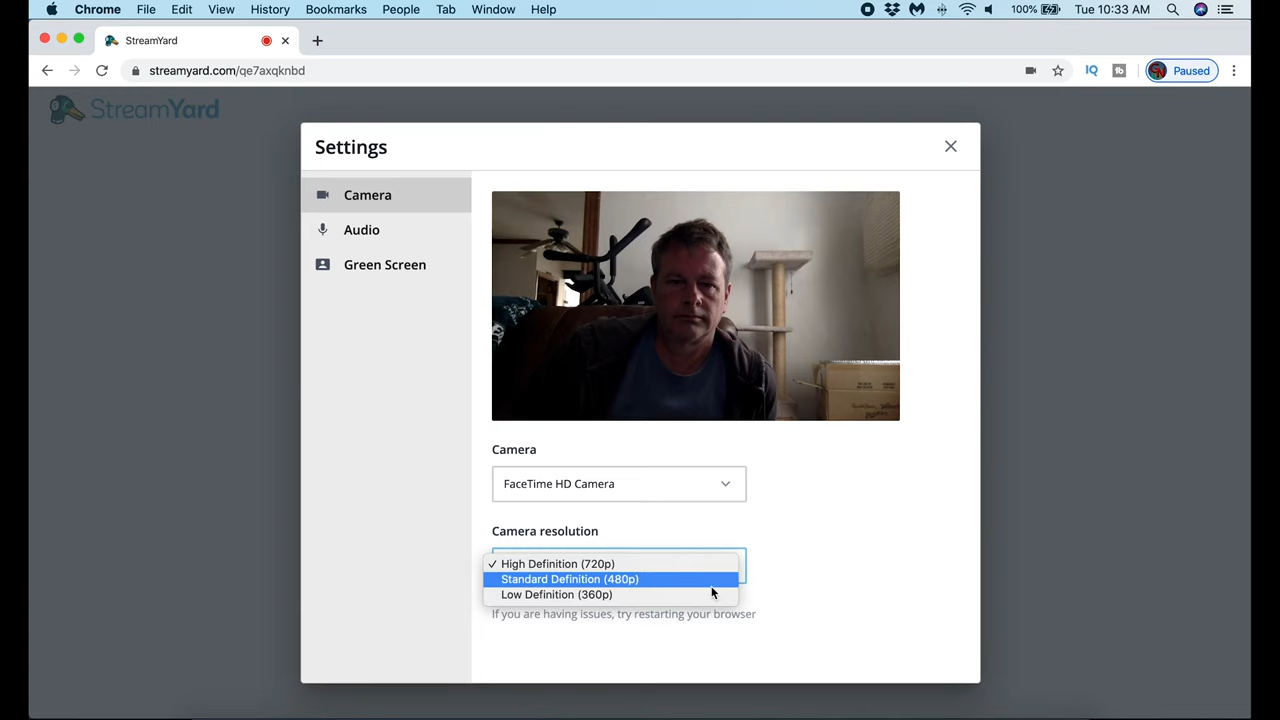 Chrome File Edit View History Bookmarks People Tab Window Help 100% Tue 10:33 AM
StreamYard
streamyard.com/qe7axqknbd IQ tb Paused
StreamYard
Settings
Camera
Audio
Green Screen
Camera
FaceTime HD Camera
Camera resolution
✓ High Definition (720p)
Standard Definition (480p)
Low Definition (360p)
If you are having issues, try restarting your browser